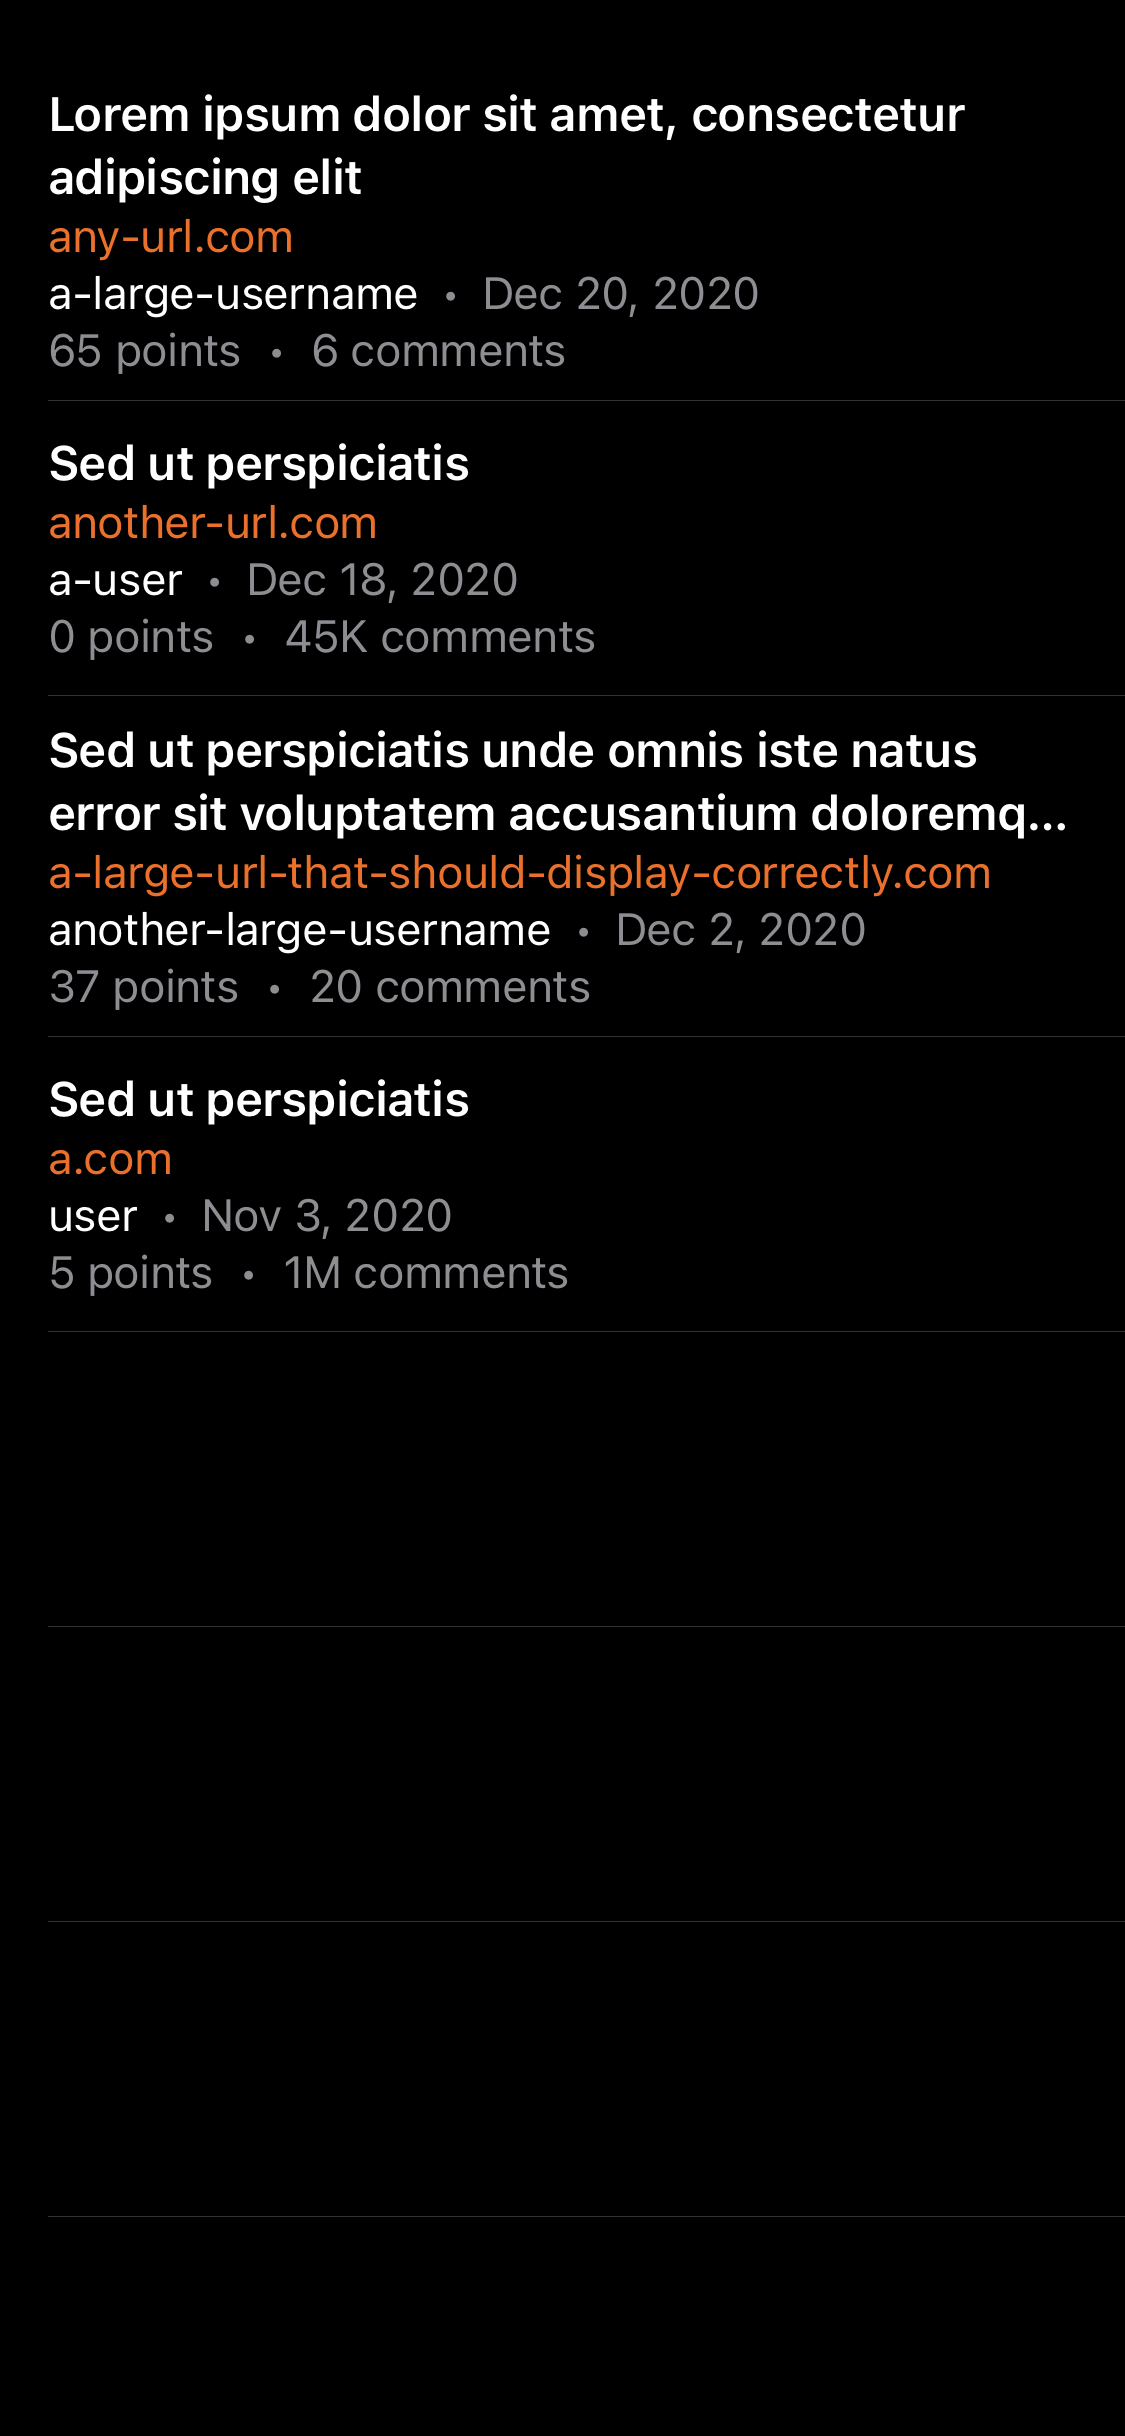 Lorem ipsum dolor sit amet, consectetur
adipiscing elit
any-url.com
a-large-username • Dec 20, 2020
65 points • 6 comments
Sed ut perspiciatis
another-url.com
a-user • Dec 18, 2020
0 points • 45K comments
Sed ut perspiciatis unde omnis iste natus
error sit voluptatem accusantium doloremq...
a-large-url-that-should-display-correctly.com
another-large-username • Dec 2, 2020
37 points • 20 comments
Sed ut perspiciatis
a.com
user • Nov 3, 2020
5 points • 1M comments